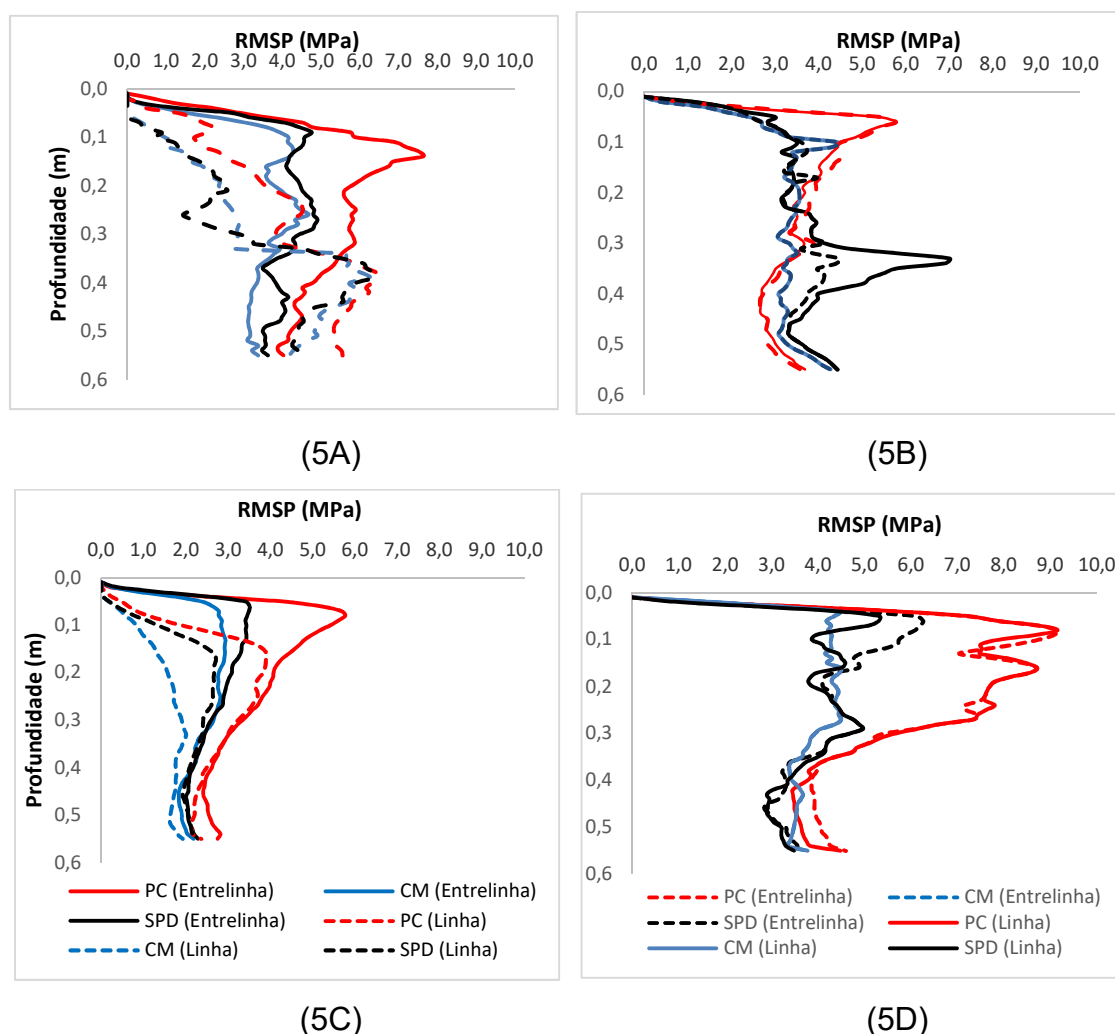 RMSP (MPa)
0,0 1,0 2,0 3,0 4,0 5,0 6,0 7,0 8,0 9,0 10,0
Profundidade (m)
0,0
0,1
0,2
0,3
0,4
0,5
0,6
(5A)
RMSP (MPa)
0,0 1,0 2,0 3,0 4,0 5,0 6,0 7,0 8,0 9,0 10,0
0,0
0,1
0,2
0,3
0,4
0,5
0,6
(5B)
RMSP (MPa)
0,0 1,0 2,0 3,0 4,0 5,0 6,0 7,0 8,0 9,0 10,0
Profundidade (m)
0,0
0,1
0,2
0,3
0,4
0,5
0,6
PC (Entrelinha) CM (Entrelinha)
SPD (Entrelinha) PC (Linha)
CM (Linha) SPD (Linha)
(5C)
RMSP (MPa)
0,0 1,0 2,0 3,0 4,0 5,0 6,0 7,0 8,0 9,0 10,0
0,0
0,1
0,2
0,3
0,4
0,5
0,6
PC (Entrelinha) CM (Entrelinha)
SPD (Entrelinha) PC (Linha)
CM (Linha) SPD (Linha)
(5D)